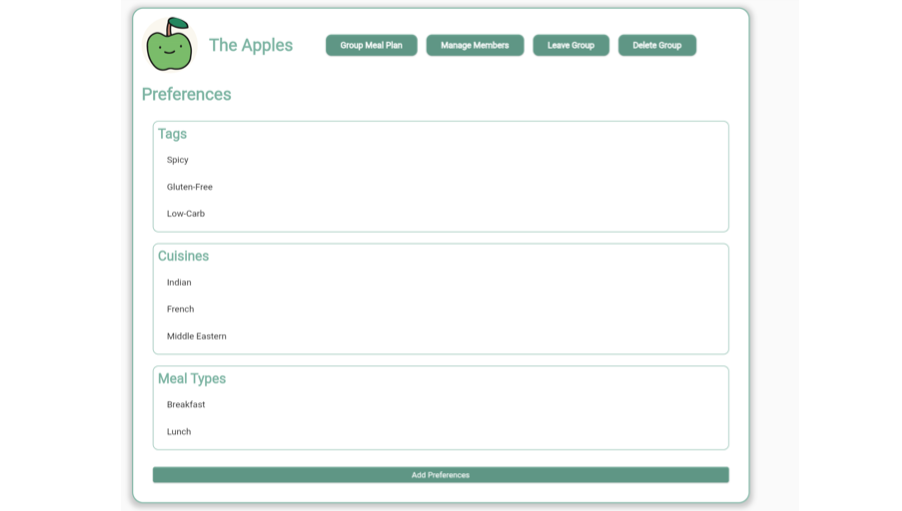 The Apples
Group Meal Plan
Manage Members
Leave Group
Delete Group
Preferences
Tags
Spicy
Gluten-Free
Low-Carb
Cuisines
Indian
French
Middle Eastern
Meal Types
Breakfast
Lunch
Add Preferences